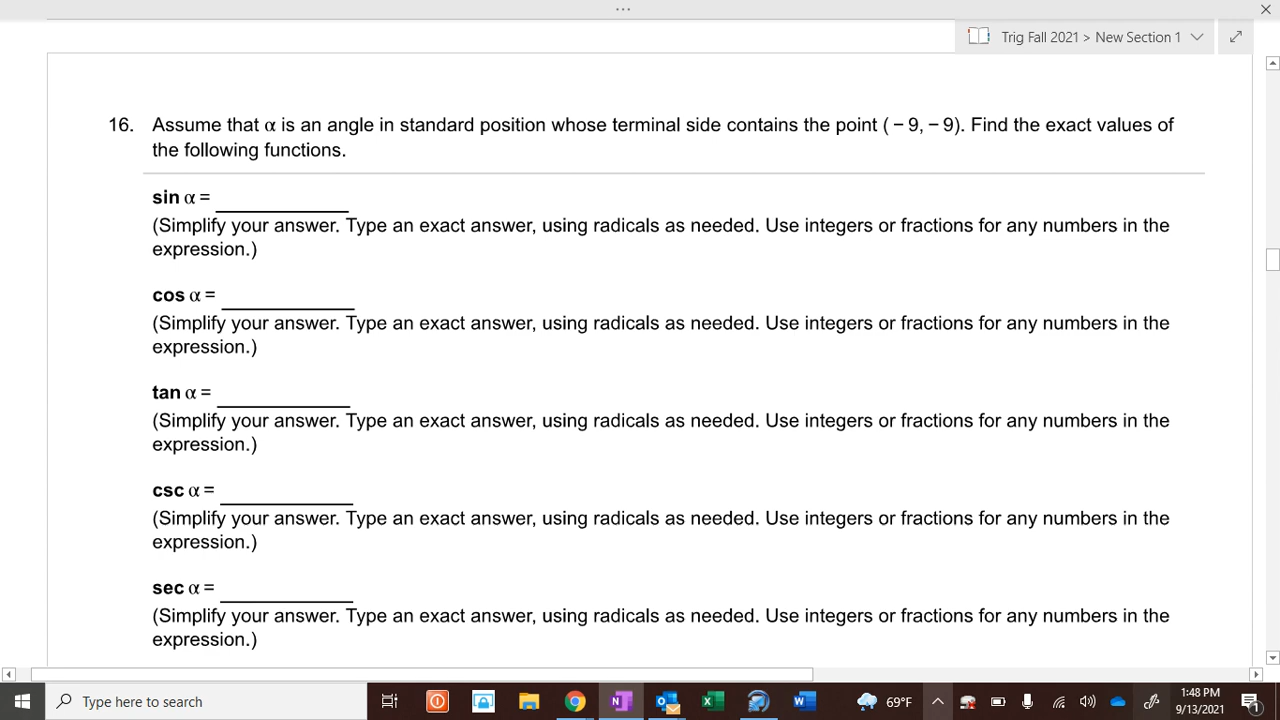 Trig Fall 2021 > New Section 1
16. Assume that α is an angle in standard position whose terminal side contains the point ( − 9, − 9). Find the exact values of
the following functions.
sin α = ____________
(Simplify your answer. Type an exact answer, using radicals as needed. Use integers or fractions for any numbers in the
expression.)
cos α = ____________
(Simplify your answer. Type an exact answer, using radicals as needed. Use integers or fractions for any numbers in the
expression.)
tan α = ____________
(Simplify your answer. Type an exact answer, using radicals as needed. Use integers or fractions for any numbers in the
expression.)
csc α = ____________
(Simplify your answer. Type an exact answer, using radicals as needed. Use integers or fractions for any numbers in the
expression.)
sec α = ____________
(Simplify your answer. Type an exact answer, using radicals as needed. Use integers or fractions for any numbers in the
expression.)
Type here to search
69°F
1:48 PM
9/13/2021
1